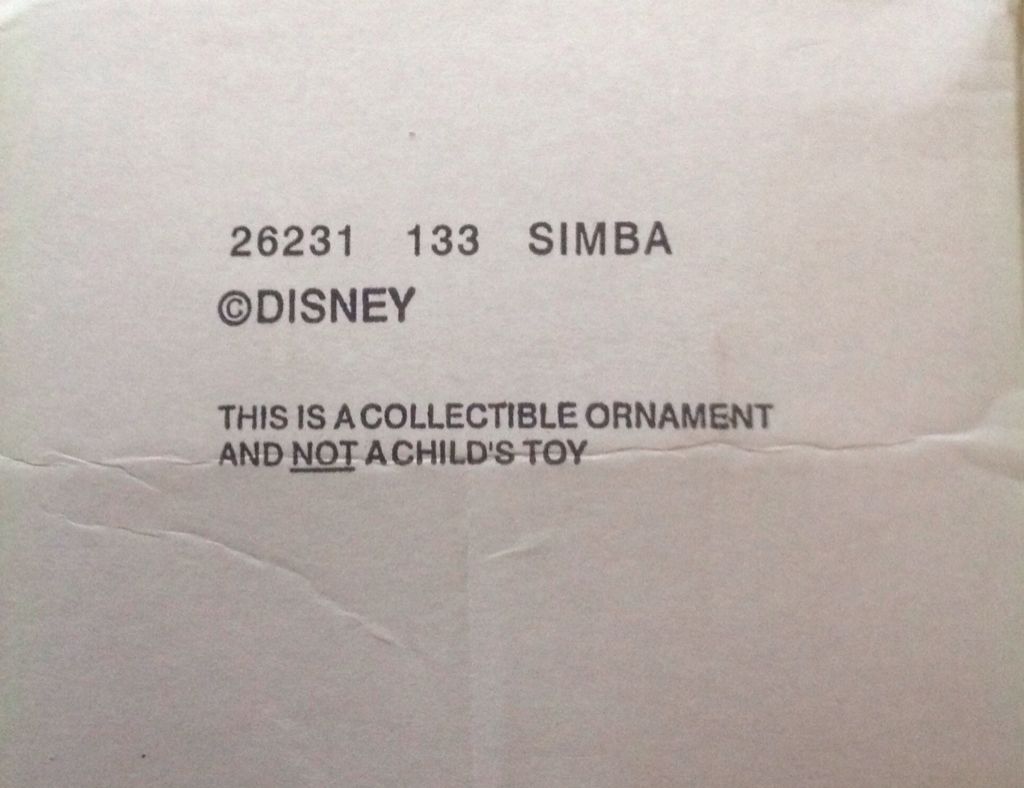 26231 133 SIMBA
©DISNEY
THIS IS A COLLECTIBLE ORNAMENT
AND NOT A CHILD'S TOY